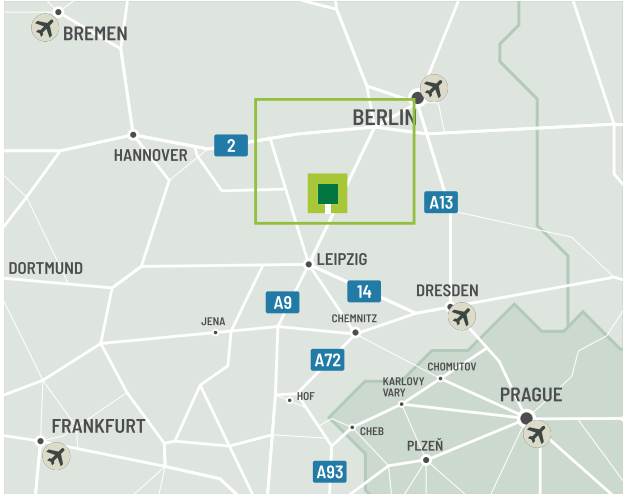 BREMEN
BERLIN
2
HANNOVER
A13
LEIPZIG
DORTMUND
14
DRESDEN
A9
JENA
CHEMNITZ
A72
CHOMUTOV
KARLOVY
VARY
HOF
PRAGUE
FRANKFURT
CHEB
PLZEŇ
A93